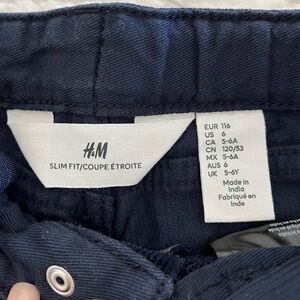 H&M
SLIM FIT/COUPE ÉTROITE
EUR 116
US 6
CA 5-6A
CN 120/53
MX 5-6A
AUS 6
UK 5-6Y
Made in
India
Fabriqué en
Inde